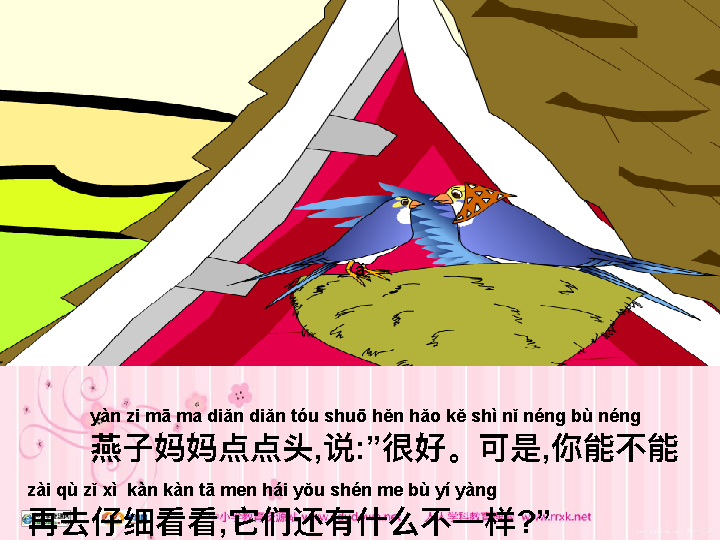 yàn zi mā ma diǎn diǎn tóu shuō hěn hǎo kě shì nǐ néng bù néng
燕子妈妈点点头,说:”很好。可是,你能不能
zài qù zǐ xì kàn kàn tā men hái yǒu shén me bù yí yàng
再去仔细看看,它们还有什么不一样?”